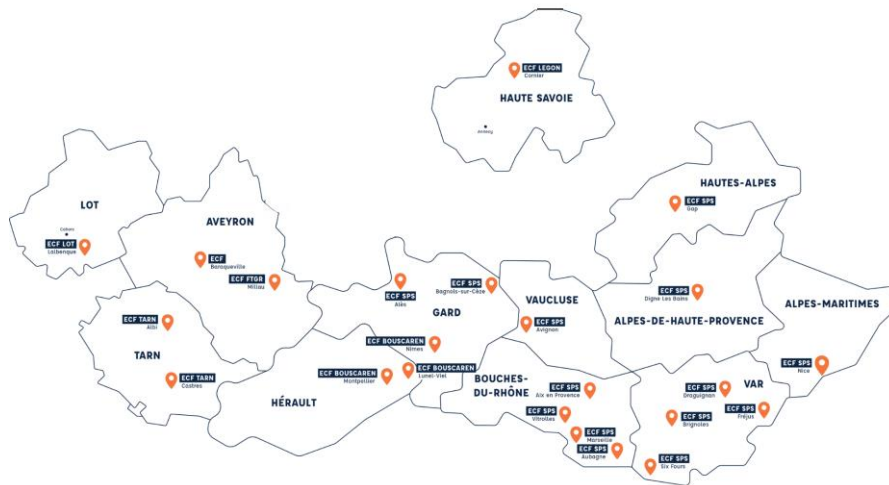 ECF LEGON
Cornier
HAUTE SAVOIE
Annecy
HAUTES-ALPES
ECF SPS
Gap
LOT
Cahors
ECF LOT
Lalbenque
AVEYRON
ECF
Baraqueville
ECF FTGR
Millau
ECF SPS
Alès
ECF SPS
Bagnols-sur-Cèze
GARD
VAUCLUSE
ECF SPS
Avignon
ECF SPS
Digne Les Bains
ALPES-DE-HAUTE-PROVENCE
ALPES-MARITIMES
ECF SPS
Nice
ECF TARN
Albi
TARN
ECF TARN
Castres
ECF BOUSCAREN
Nîmes
ECF BOUSCAREN
Lunel-Viel
ECF BOUSCAREN
Montpellier
HÉRAULT
BOUCHES-
DU-RHÔNE
ECF SPS
Aix en Provence
ECF SPS
Vitrolles
ECF SPS
Marseille
ECF SPS
Aubagne
VAR
ECF SPS
Draguignan
ECF SPS
Fréjus
ECF SPS
Brignoles
ECF SPS
Six Fours